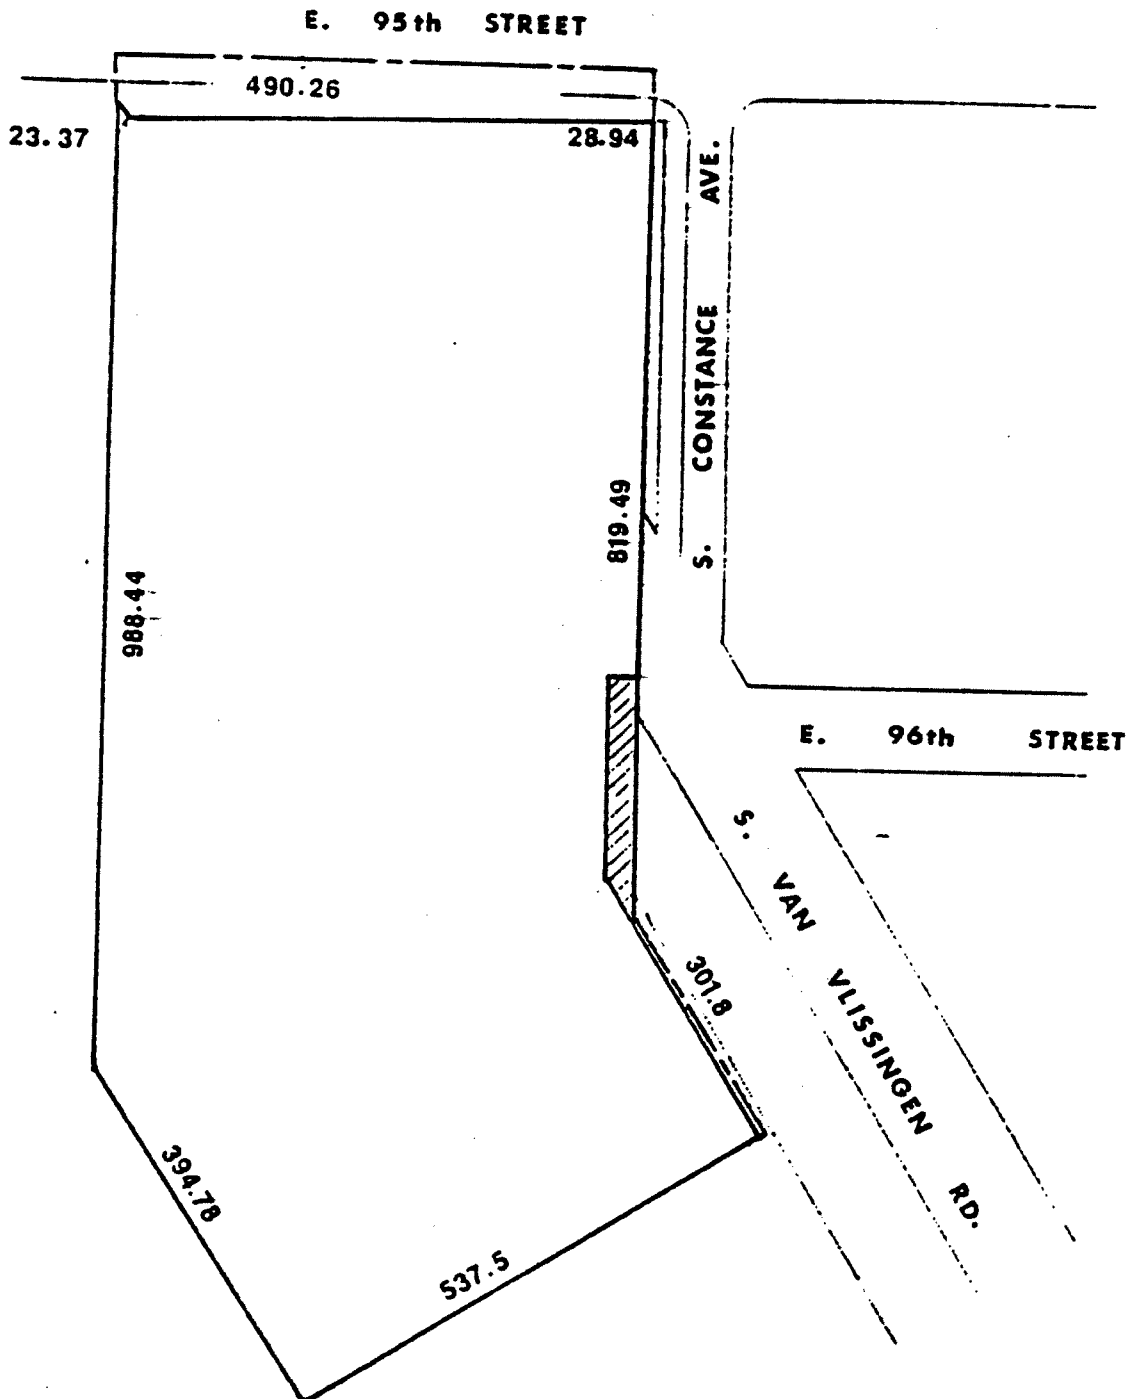 E. 95th STREET
490.26
23.37
28.94
S. CONSTANCE AVE.
819.49
988.44
E. 96th STREET
S. VAN VLISSINGEN RD.
301.8
394.78
537.5